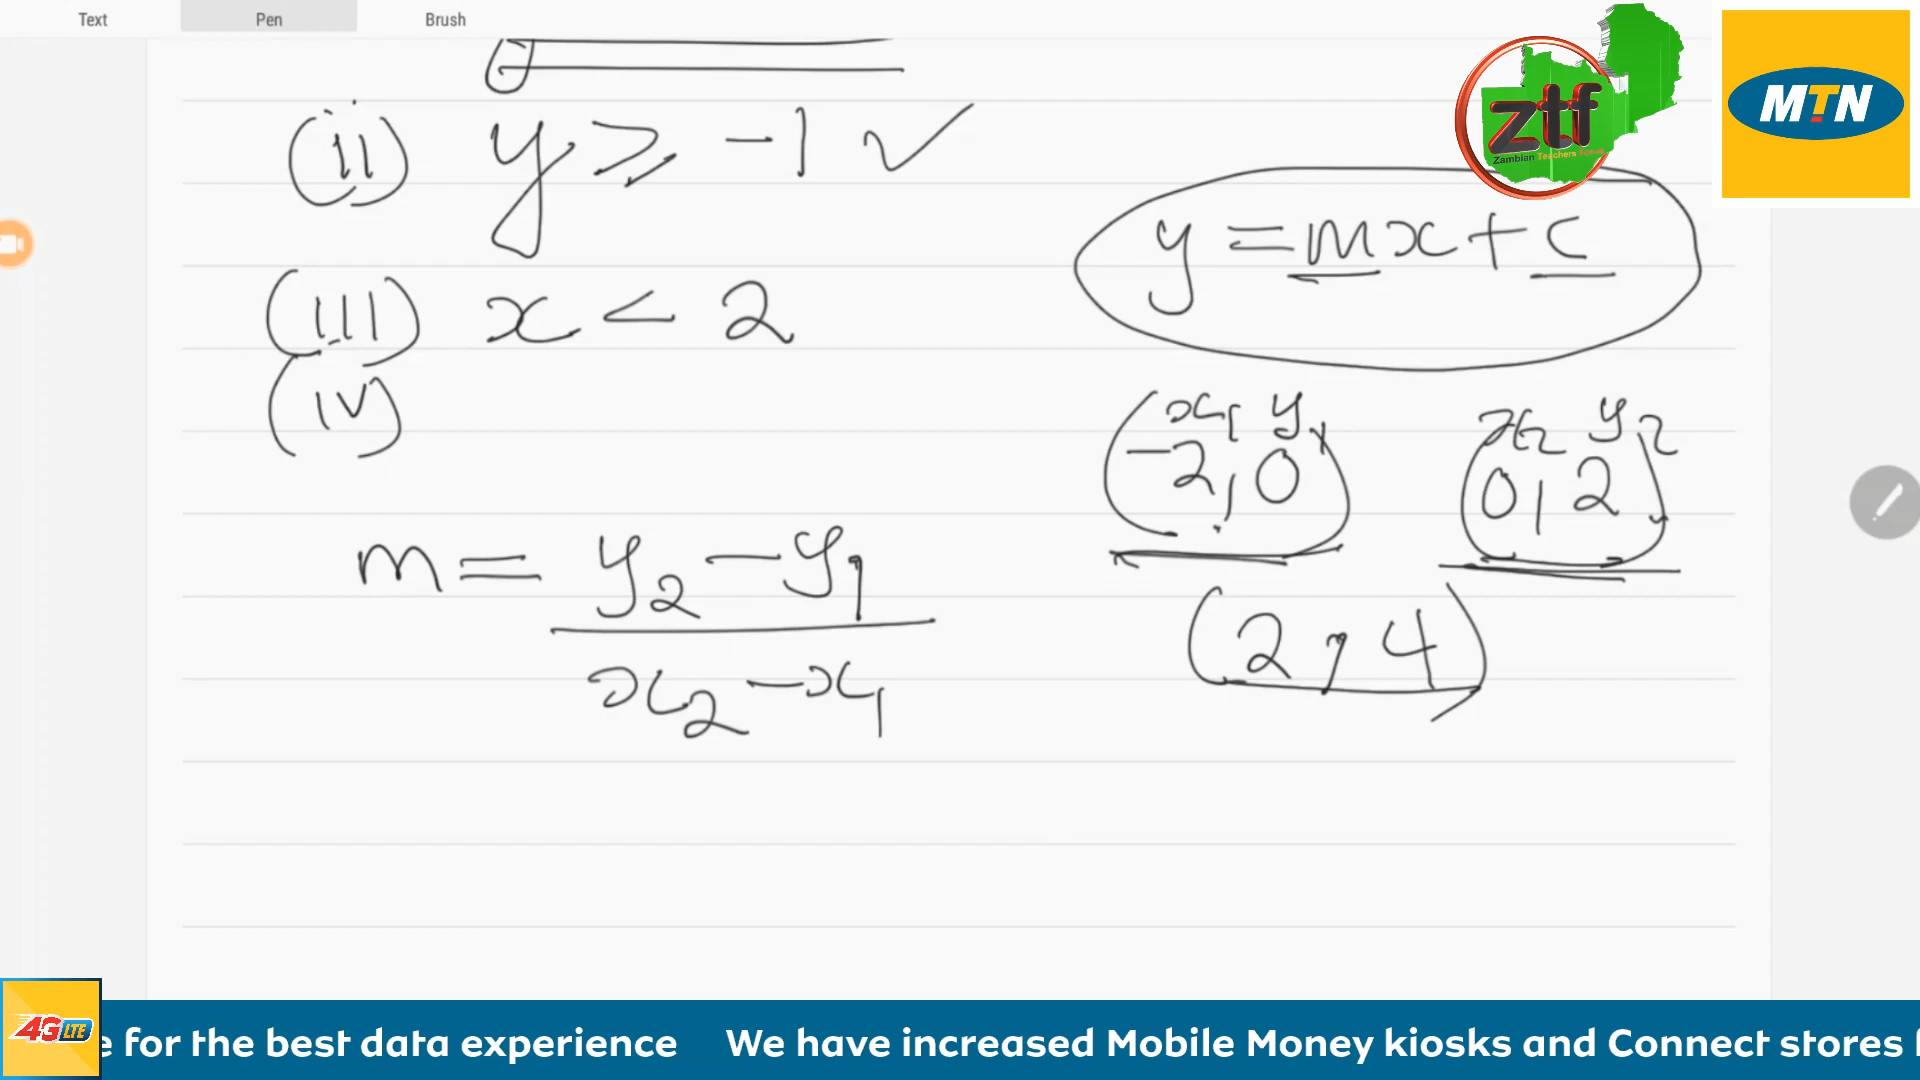 Text Pen Brush
ztf
Zambian Teachers Forum
MTN
(ii) y ⩾ -1 ✓
y = mx + c
(iii) x < 2
(iv)
x₁ y₁
(-2, 0)
x₂ y₂
(0, 2)
m = y₂ - y₁
x₂ - x₁
(2, 4)
4G LTE
e for the best data experience We have increased Mobile Money kiosks and Connect stores